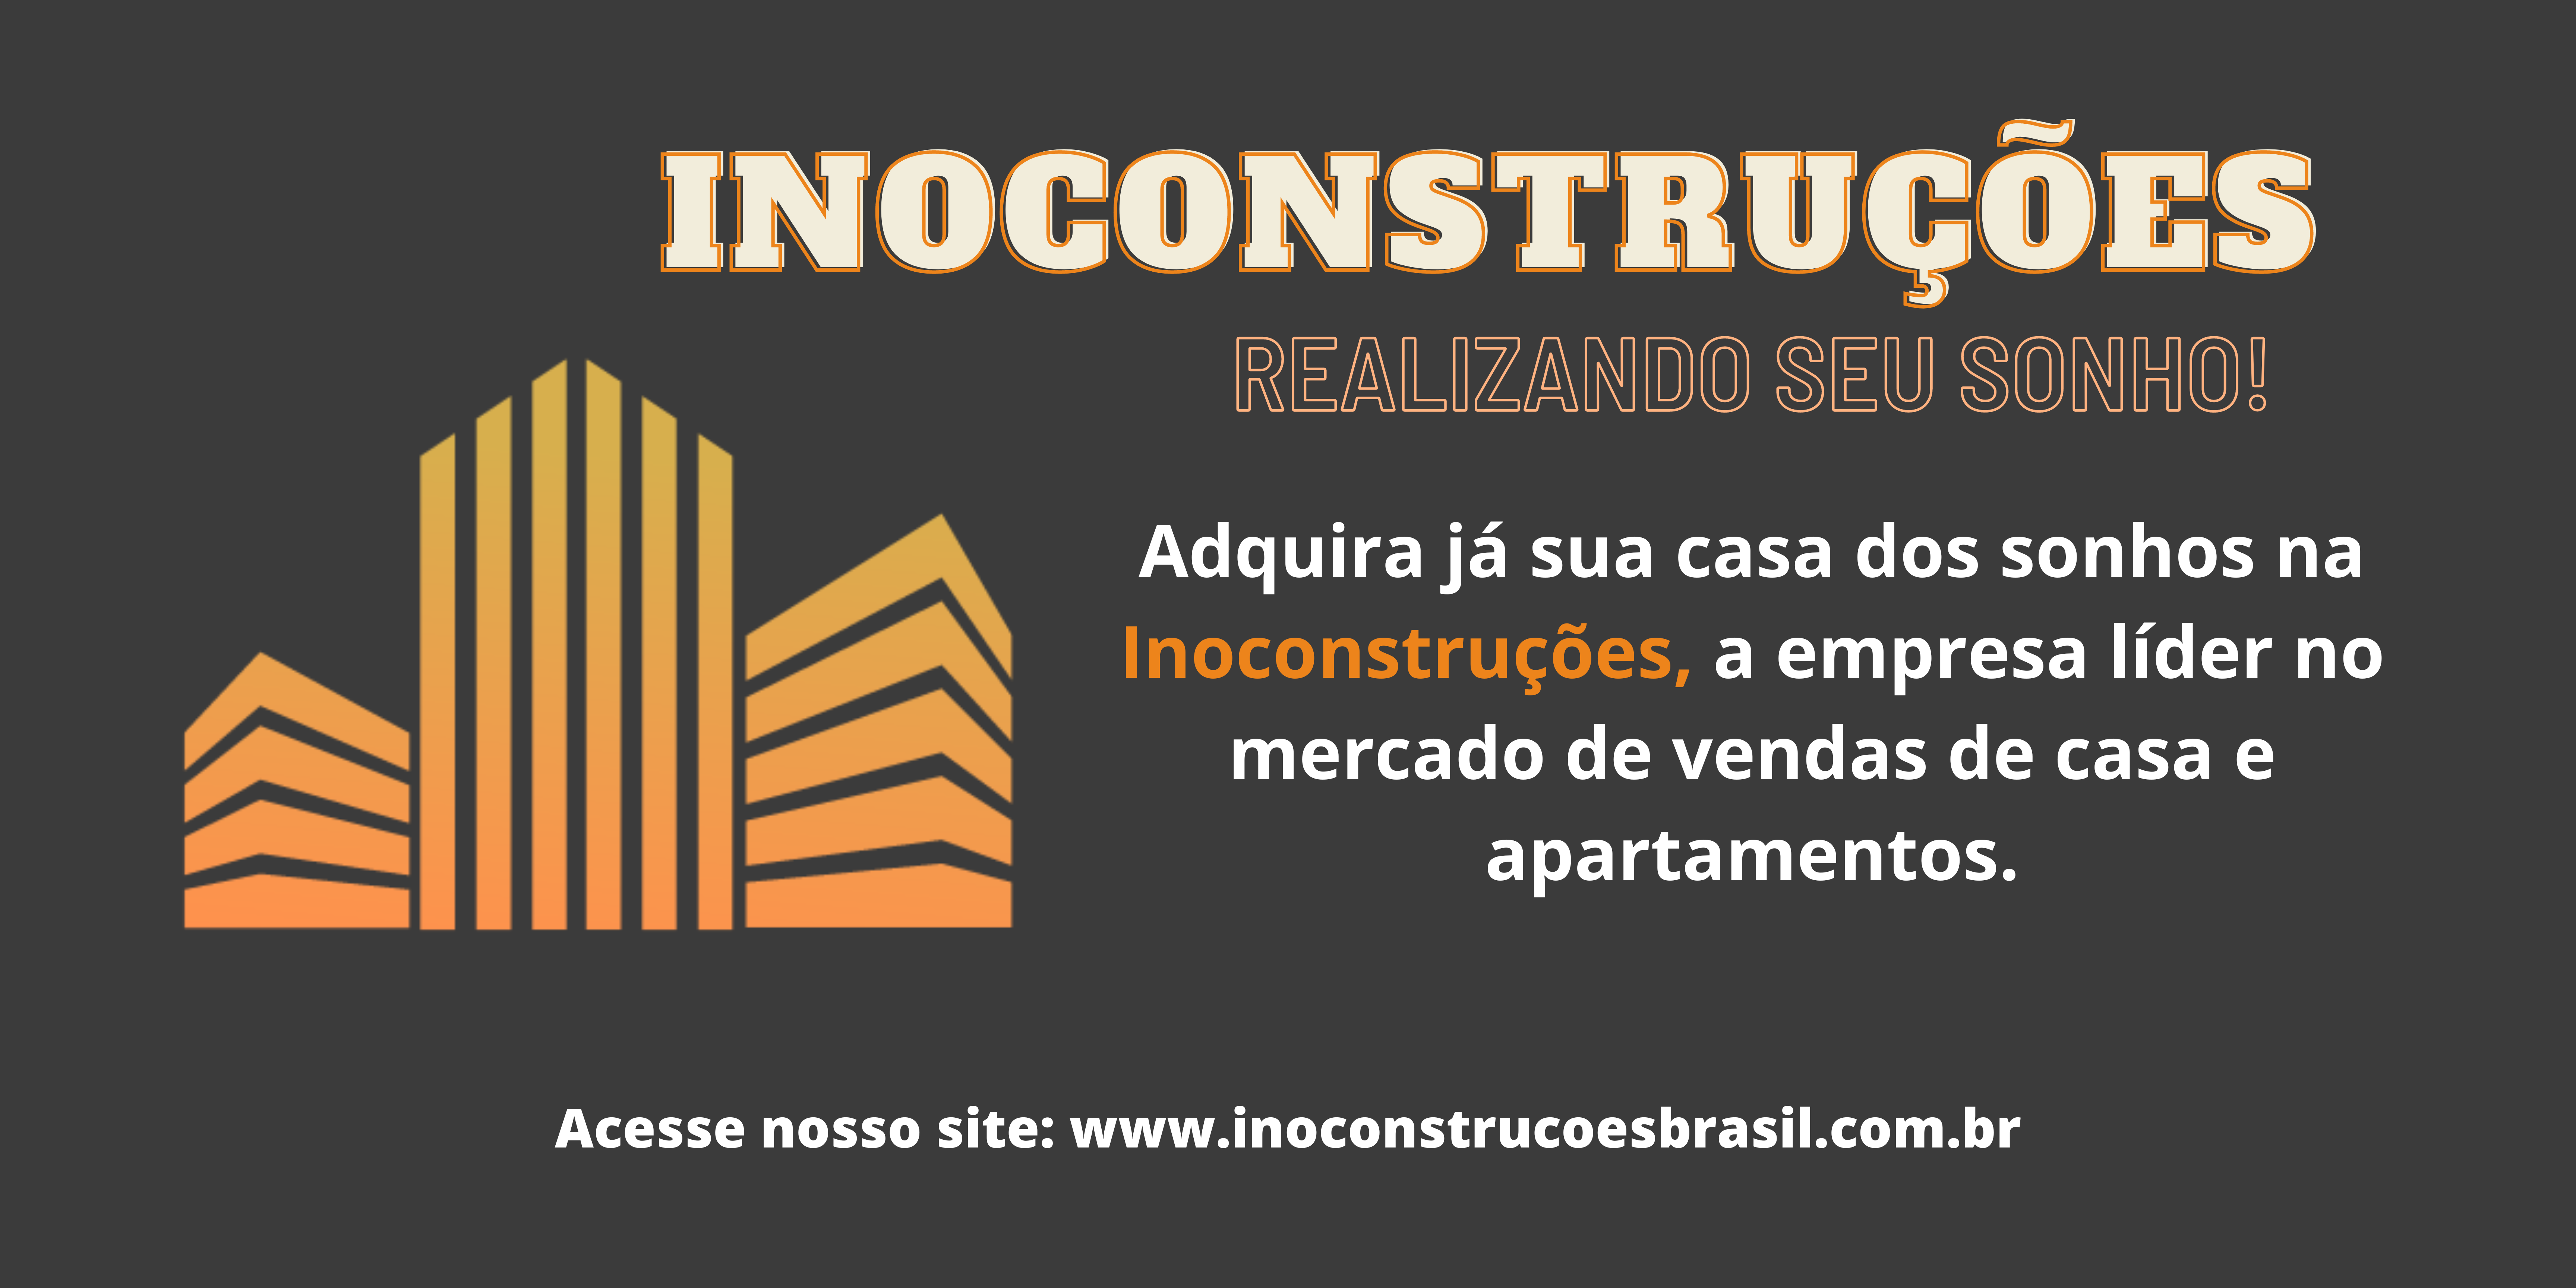 INOCONSTRUÇÕES
REALIZANDO SEU SONHO!
Adquira já sua casa dos sonhos na
Inoconstruções, a empresa líder no
mercado de vendas de casa e
apartamentos.
Acesse nosso site: www.inoconstrucoesbrasil.com.br